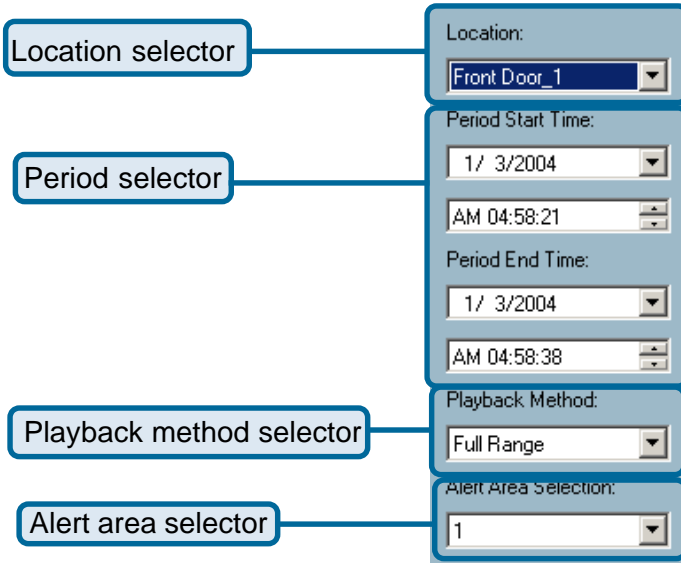 Location selector
Location:
Front Door_1
Period selector
Period Start Time:
1/ 3/2004
AM 04:58:21
Period End Time:
1/ 3/2004
AM 04:58:38
Playback method selector
Playback Method:
Full Range
Alert area selector
Alert Area Selection:
1